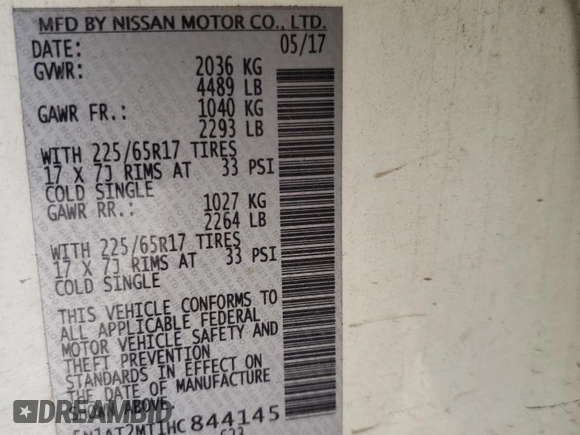 MFD BY NISSAN MOTOR CO., LTD.
DATE: 05/17
GVWR: 2036 KG
4489 LB
GAWR FR.: 1040 KG
2293 LB
WITH 225/65R17 TIRES
17 X 7J RIMS AT 33 PSI
COLD SINGLE
GAWR RR.: 1027 KG
2264 LB
WITH 225/65R17 TIRES
17 X 7J RIMS AT 33 PSI
COLD SINGLE
THIS VEHICLE CONFORMS TO
ALL APPLICABLE FEDERAL
MOTOR VEHICLE SAFETY AND
THEFT PREVENTION
STANDARDS IN EFFECT ON
THE DATE OF MANUFACTURE
SHOWN ABOVE.
5N1AT2MT1HC844145
DREAMBID